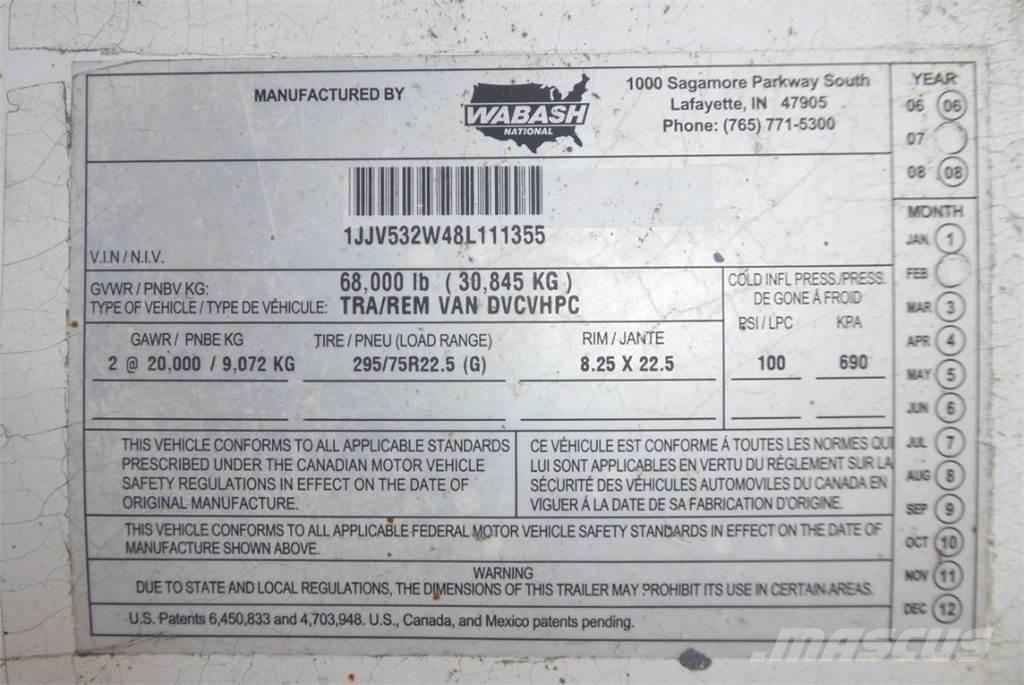 MANUFACTURED BY
WABASH
NATIONAL
1000 Sagamore Parkway South
Lafayette, IN 47905
Phone: (765) 771-5300
1JJV532W48L111355
V.I.N / N.I.V.
GVWR / PNBV KG: 68,000 lb ( 30,845 KG )
TYPE OF VEHICLE / TYPE DE VÉHICULE: TRA/REM VAN DVCVHPC
COLD INFL PRESS./PRESS.
DE GONE Á FROID
PSI / LPC KPA
GAWR / PNBE KG TIRE / PNEU (LOAD RANGE) RIM / JANTE
2 @ 20,000 / 9,072 KG 295/75R22.5 (G) 8.25 X 22.5 100 690
THIS VEHICLE CONFORMS TO ALL APPLICABLE STANDARDS
PRESCRIBED UNDER THE CANADIAN MOTOR VEHICLE
SAFETY REGULATIONS IN EFFECT ON THE DATE OF
ORIGINAL MANUFACTURE.
CE VÉHICULE EST CONFORME Á TOUTES LES NORMES QUI
LUI SONT APPLICABLES EN VERTU DU RÉGLEMENT SUR LA
SÉCURITÉ DES VÉHICULES AUTOMOVILES DU CANADA EN
VIGUER Á LA DATE DE SA FABRICATION D'ORIGINE.
THIS VEHICLE CONFORMS TO ALL APPLICABLE FEDERAL MOTOR VEHICLE SAFETY STANDARDS IN EFFECT ON THE DATE OF
MANUFACTURE SHOWN ABOVE.
WARNING
DUE TO STATE AND LOCAL REGULATIONS, THE DIMENSIONS OF THIS TRAILER MAY PROHIBIT ITS USE IN CERTAIN AREAS.
U.S. Patents 6,450,833 and 4,703,948. U.S., Canada, and Mexico patents pending.
YEAR
06 06
07
08 08
MONTH
JAN 1
FEB
MAR 3
APR 4
MAY 5
JUN 6
JUL 7
AUG 8
SEP 9
OCT 10
NOV 11
DEC 12
MASCUS